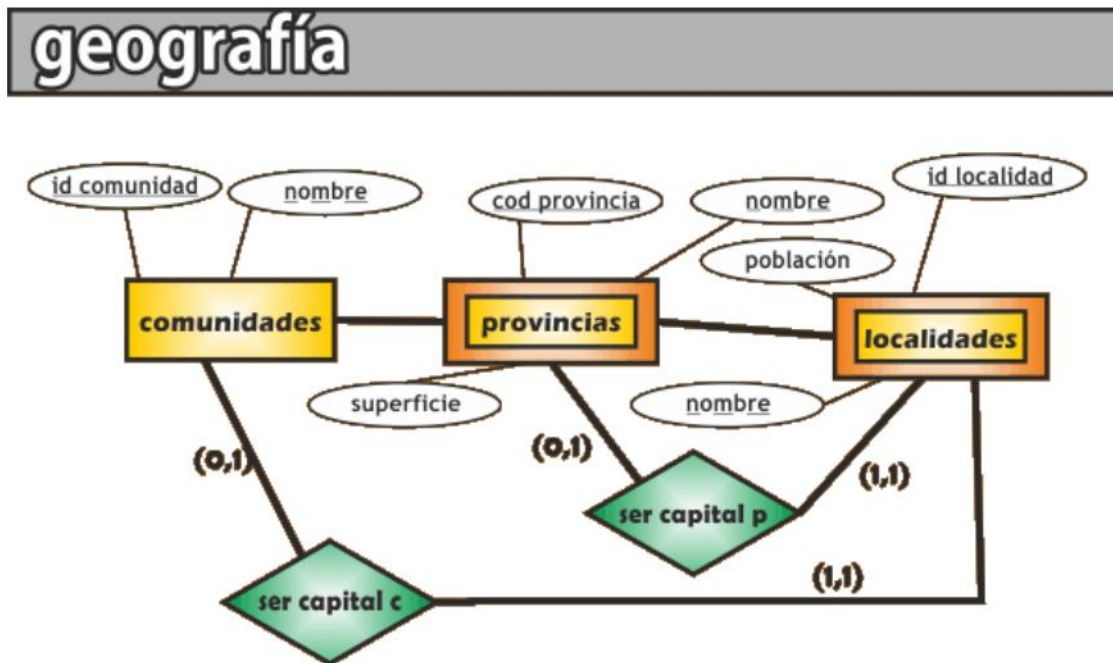 geografía
id comunidad
nombre
cod provincia
nombre
id localidad
población
comunidades
provincias
localidades
superficie
nombre
(0,1)
(0,1)
(1,1)
ser capital p
(1,1)
ser capital c